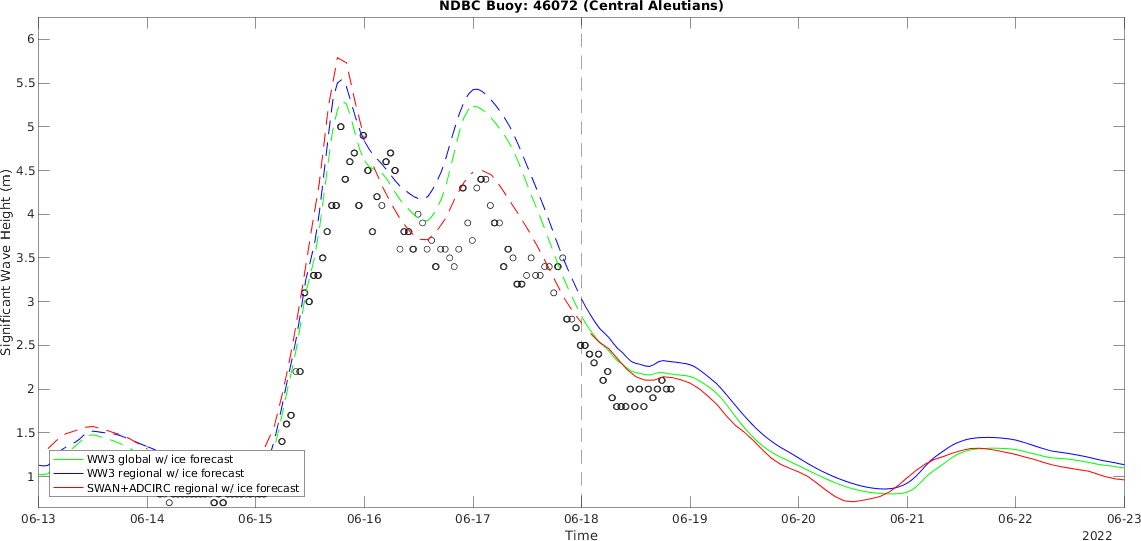 NDBC Buoy: 46072 (Central Aleutians)
Significant Wave Height (m)
6
5.5
5
4.5
4
3.5
3
2.5
2
1.5
1
WW3 global w/ ice forecast
WW3 regional w/ ice forecast
SWAN+ADCIRC regional w/ ice forecast
06-13 06-14 06-15 06-16 06-17 06-18 06-19 06-20 06-21 06-22 06-23
Time
2022